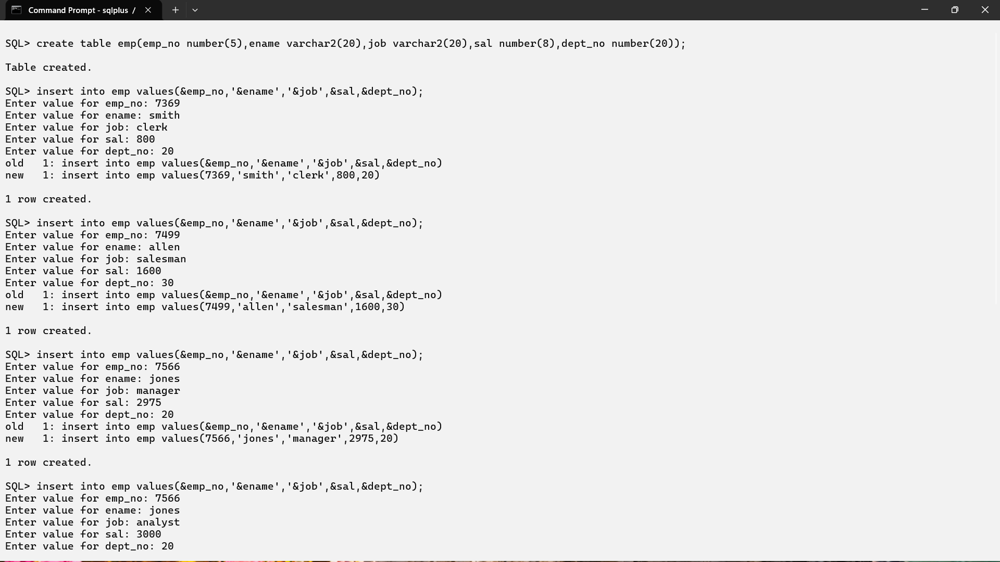 Command Prompt - sqlplus /
SQL> create table emp(emp_no number(5),ename varchar2(20),job varchar2(20),sal number(8),dept_no number(20));
Table created.
SQL> insert into emp values(&emp_no,'&ename','&job',&sal,&dept_no);
Enter value for emp_no: 7369
Enter value for ename: smith
Enter value for job: clerk
Enter value for sal: 800
Enter value for dept_no: 20
old   1: insert into emp values(&emp_no,'&ename','&job',&sal,&dept_no)
new   1: insert into emp values(7369,'smith','clerk',800,20)
1 row created.
SQL> insert into emp values(&emp_no,'&ename','&job',&sal,&dept_no);
Enter value for emp_no: 7499
Enter value for ename: allen
Enter value for job: salesman
Enter value for sal: 1600
Enter value for dept_no: 30
old   1: insert into emp values(&emp_no,'&ename','&job',&sal,&dept_no)
new   1: insert into emp values(7499,'allen','salesman',1600,30)
1 row created.
SQL> insert into emp values(&emp_no,'&ename','&job',&sal,&dept_no);
Enter value for emp_no: 7566
Enter value for ename: jones
Enter value for job: manager
Enter value for sal: 2975
Enter value for dept_no: 20
old   1: insert into emp values(&emp_no,'&ename','&job',&sal,&dept_no)
new   1: insert into emp values(7566,'jones','manager',2975,20)
1 row created.
SQL> insert into emp values(&emp_no,'&ename','&job',&sal,&dept_no);
Enter value for emp_no: 7566
Enter value for ename: jones
Enter value for job: analyst
Enter value for sal: 3000
Enter value for dept_no: 20